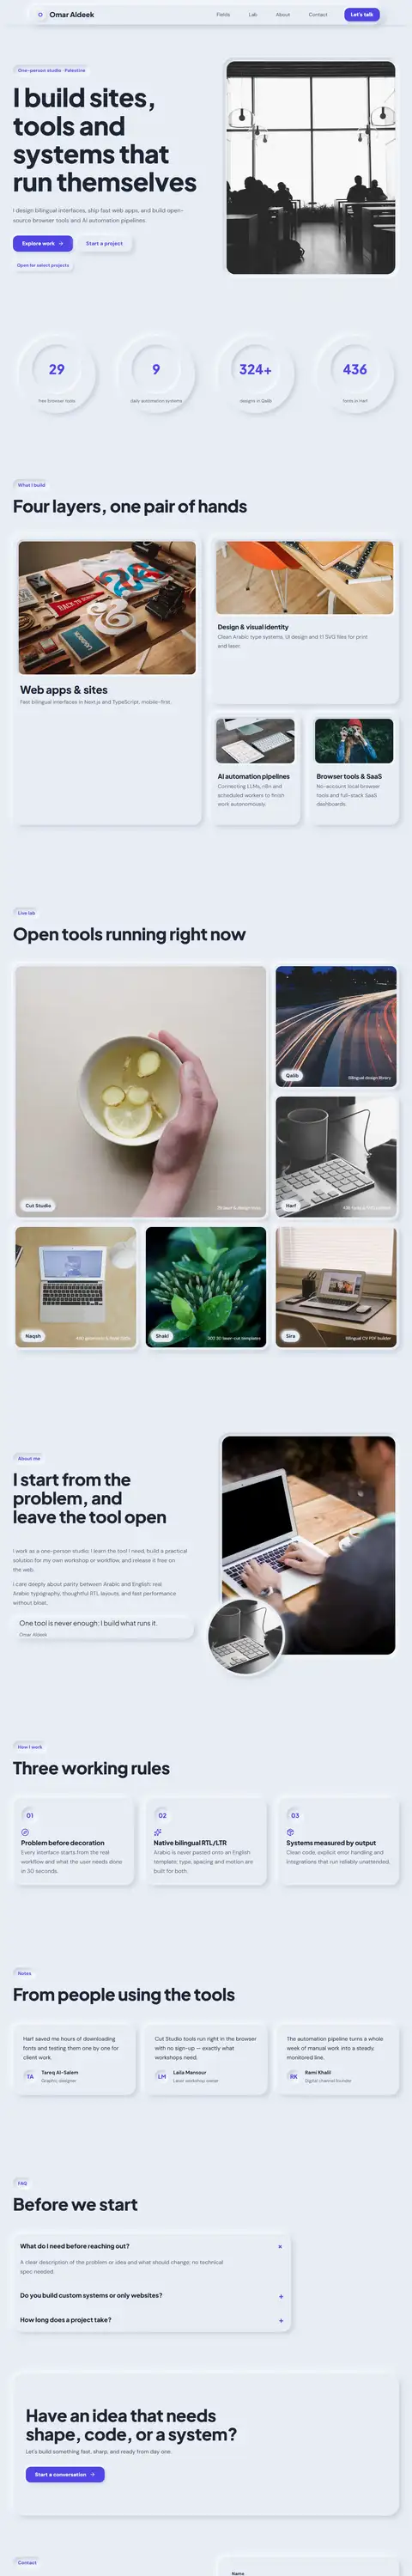 Omar Aldeek
Fields
Lab
About
Contact
Let's talk
One-person studio · Palestine
I build sites,
tools and
systems that
run themselves
I design bilingual interfaces, ship fast web apps, and build open-
source browser tools and AI automation pipelines.
Explore work →
Start a project
Open for select projects
29
free browser tools
9
daily automation systems
324+
designs in Qalib
436
fonts in Harf
What I build
Four layers, one pair of hands
Web apps & sites
Fast bilingual interfaces in Next.js and TypeScript, mobile-first.
Design & visual identity
Clean Arabic type systems, UI design and 1:1 SVG files for print
and laser.
AI automation pipelines
Connecting LLMs, n8n and
scheduled workers to finish
work autonomously.
Browser tools & SaaS
No-account local browser
tools and full-stack SaaS
dashboards.
Live lab
Open tools running right now
Cut Studio
Qalib
Bilingual design library
Harf
Naqsh
Shakl
Sira
Bilingual CV PDF builder
About me
I start from the
problem, and
leave the tool open
I work as a one-person studio: I learn the tool I need, build a practical
solution for my own workshop or workflow, and release it free on
the web.
I care deeply about parity between Arabic and English: real
Arabic typography, thoughtful RTL layouts, and fast performance
without bloat.
One tool is never enough; I build what runs it.
Omar Aldeek
How I work
Three working rules
01
Problem before decoration
Every interface starts from the real
workflow and what the user needs done
in 30 seconds.
02
Native bilingual RTL/LTR
Arabic is never pasted onto an English
template; type, spacing and motion are
built for both.
03
Systems measured by output
Clean code, explicit error handling and
integrations that run reliably unattended.
Notes
From people using the tools
Harf saved me hours of downloading
fonts and testing them one by one for
client work.
TA
Tareq Al-Salem
Graphic designer
Cut Studio tools run right in the browser
with no sign-up — exactly what
workshops need.
LM
Laila Mansour
Laser workshop owner
The automation pipeline turns a whole
week of manual work into a steady,
monitored line.
RK
Rami Khalil
Digital channel founder
FAQ
Before we start
What do I need before reaching out?
A clear description of the problem or idea and what should change; no technical
spec needed.
Do you build custom systems or only websites?
+
How long does a project take?
+
Have an idea that needs
shape, code, or a system?
Let's build something fast, sharp, and ready from day one.
Start a conversation →
Contact
Name